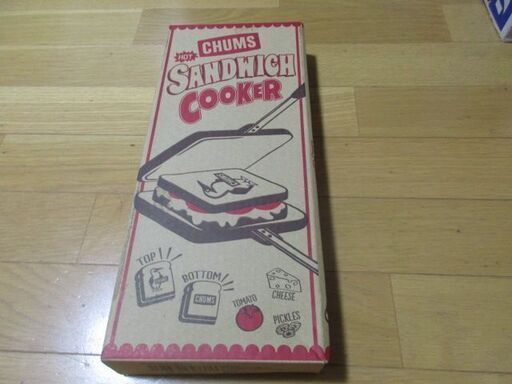 CHUMS
HOT
SANDWICH
COOKER
TOP
BOTTOM
CHUMS
TOMATO
CHEESE
PICKLES